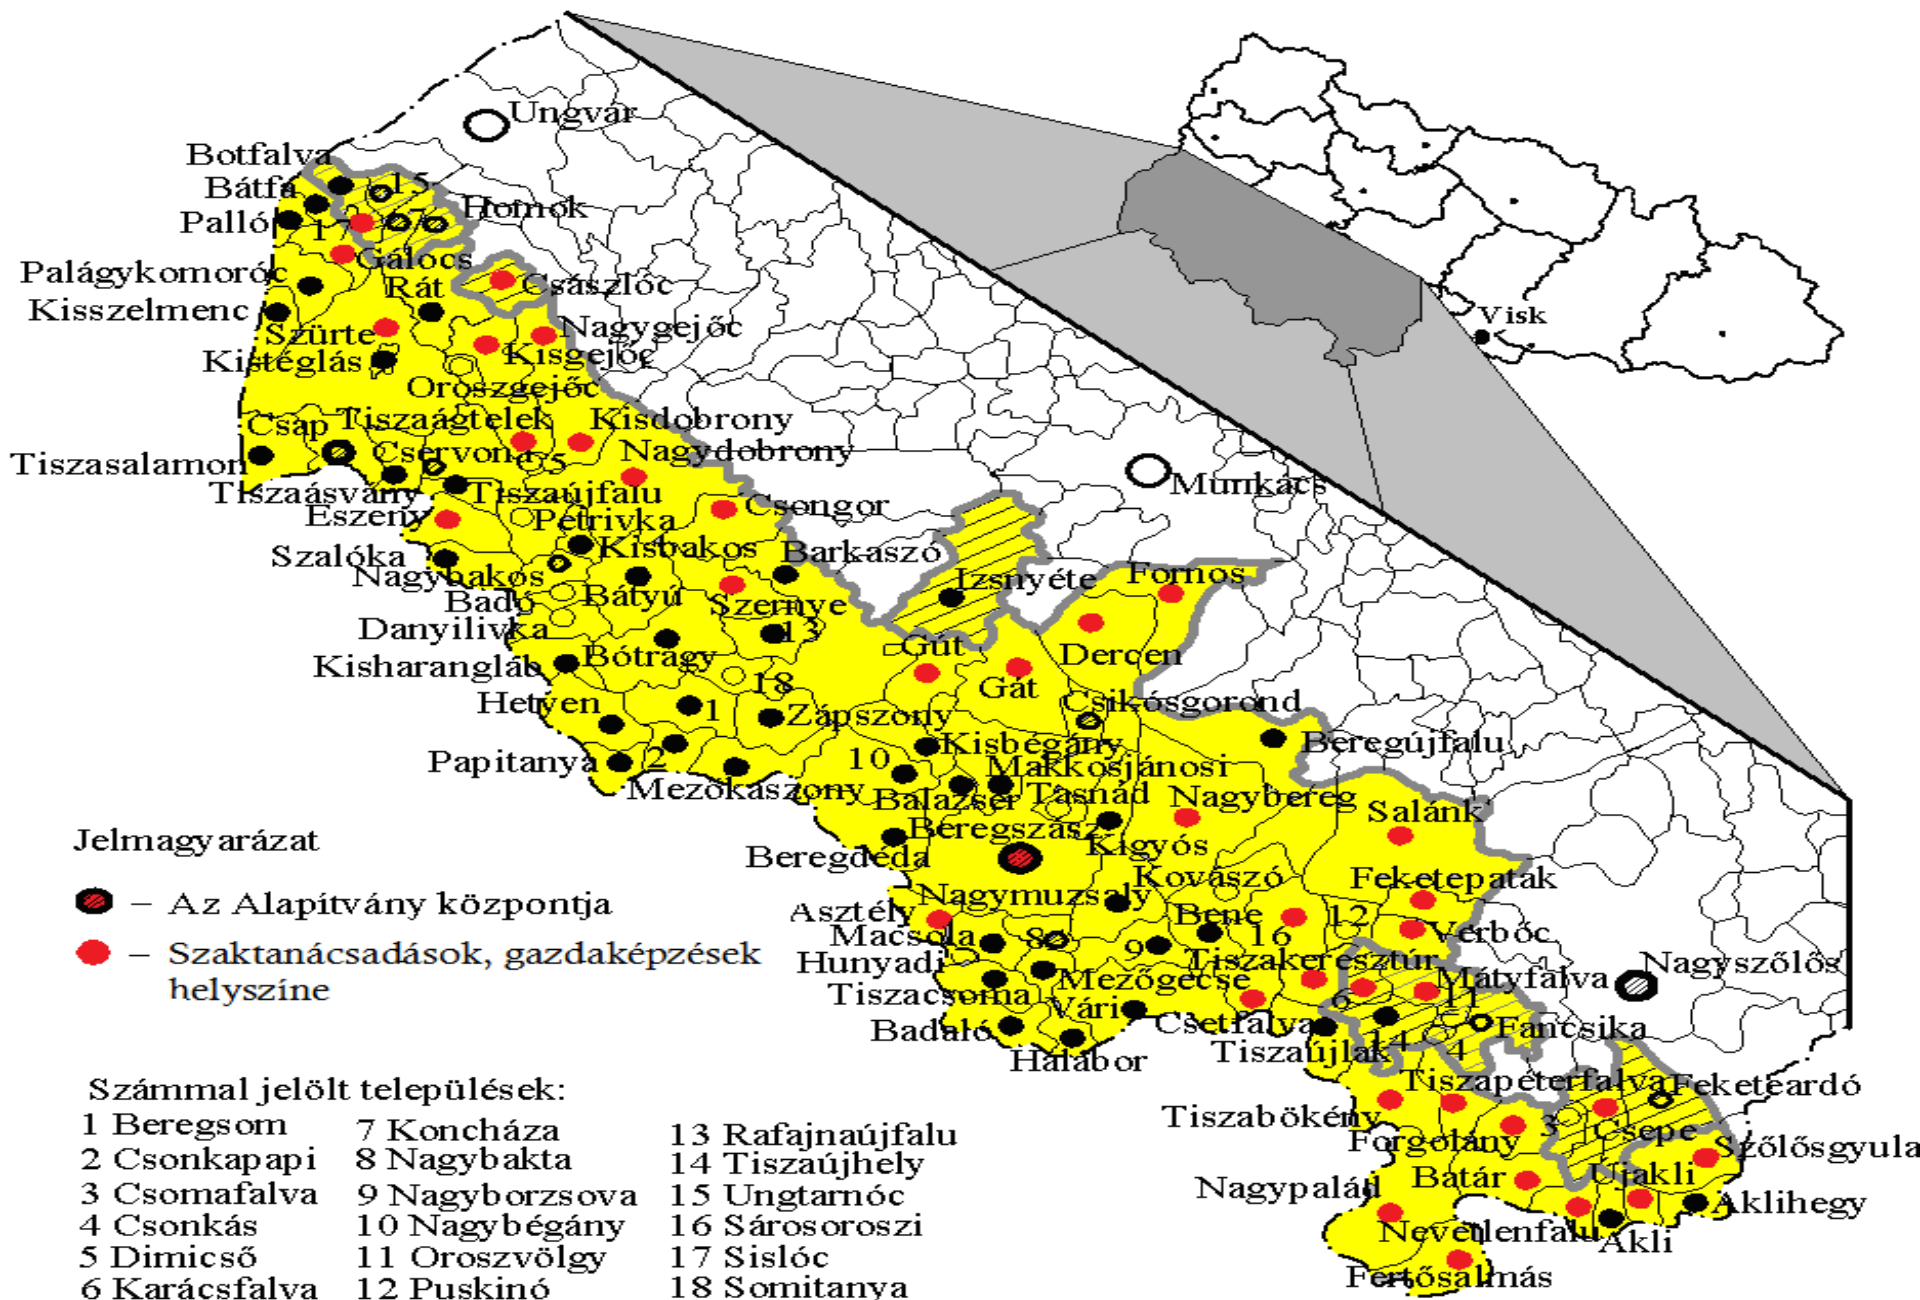 Ungvár
Botfalva
15
Bátfa
Homok
Palló
17
7
Gálócs
Palágykomoróc
Rát
Császlóc
Kisszelmenc
Visk
Szürte
Nagygejőc
Kistéglás
Kisgejőc
Oroszgejőc
Csap
Tiszaágtelek
Kisdobrony
Tiszasalamon
Cservona
5
Nagydobrony
Munkács
Tiszaásvány
Tiszaújfalu
Eszeny
Petrivka
Csongor
Szalóka
Kisbakos
Barkaszó
Nagybakos
Izsnyéte
Fornos
Badó
Bátyú
Szernye
Danyilivka
13
Kisharangláb
Bótrágy
Gút
Dercen
18
Gát
Hetyen
1
Zápszony
Csikósgorond
Papitanya
2
10
Kisbégány
Beregújfalu
Mezőkaszony
Makkosjánosi
Balazsér
Tasnád
Nagybereg
Salánk
Jelmagyarázat
Beregszász
Beregdéda
Kígyós
– Az Alapítvány központja
Nagymuzsaly
Kovászó
Feketepatak
Asztély
Bene
12
– Szaktanácsadások, gazdaképzések
helyszíne
Macsola
8
9
16
Verbőc
Hunyadi
Tiszakeresztúr
Nagyszőlős
Tiszacsoma
Mezőgecse
6
Mátyfalva
11
Badaló
Vári
Csetfalva
Fancsika
Halábor
Tiszaújlak
14
4
Számmal jelölt települések:
Tiszapéterfalva
Feketeardó
Tiszabökény
Forgolány
3
Csepe
Szőlősgyula
Batár
Újakli
Nagypalád
Aklihegy
Nevetlenfalu
Akli
Fertősalmás
1 Beregsom
2 Csonkapapi
3 Csomafalva
4 Csonkás
5 Dimicső
6 Karácsfalva
7 Koncháza
8 Nagybakta
9 Nagyborzsova
10 Nagybégány
11 Oroszvölgy
12 Puskinó
13 Rafajnaújfalu
14 Tiszaújhely
15 Ungtarnóc
16 Sárosoroszi
17 Sislóc
18 Somitanya